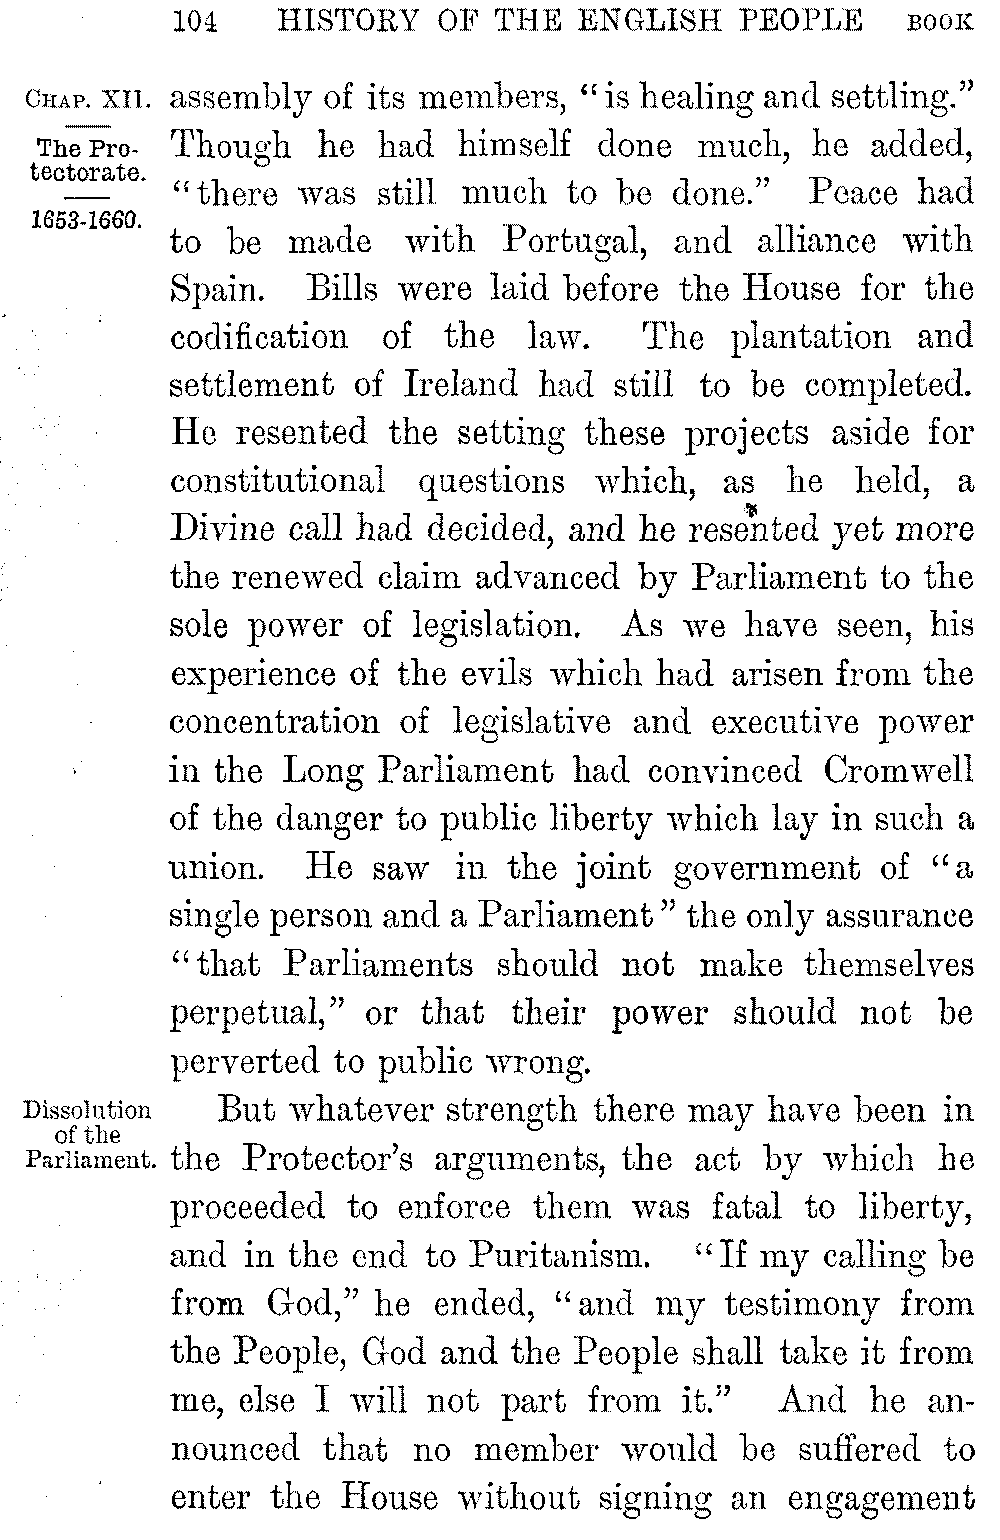 104 HISTORY OF THE ENGLISH PEOPLE BOOK
CHAP. XII.
The Pro-
tectorate.
1653-1660.
assembly of its members, “is healing and settling.”
Though he had himself done much, he added,
“there was still much to be done.” Peace had
to be made with Portugal, and alliance with
Spain. Bills were laid before the House for the
codification of the law. The plantation and
settlement of Ireland had still to be completed.
He resented the setting these projects aside for
constitutional questions which, as he held, a
Divine call had decided, and he resented yet more
the renewed claim advanced by Parliament to the
sole power of legislation. As we have seen, his
experience of the evils which had arisen from the
concentration of legislative and executive power
in the Long Parliament had convinced Cromwell
of the danger to public liberty which lay in such a
union. He saw in the joint government of “a
single person and a Parliament” the only assurance
“that Parliaments should not make themselves
perpetual,” or that their power should not be
perverted to public wrong.
Dissolution
of the
Parliament.
But whatever strength there may have been in
the Protector’s arguments, the act by which he
proceeded to enforce them was fatal to liberty,
and in the end to Puritanism. “If my calling be
from God,” he ended, “and my testimony from
the People, God and the People shall take it from
me, else I will not part from it.” And he an-
nounced that no member would be suffered to
enter the House without signing an engagement